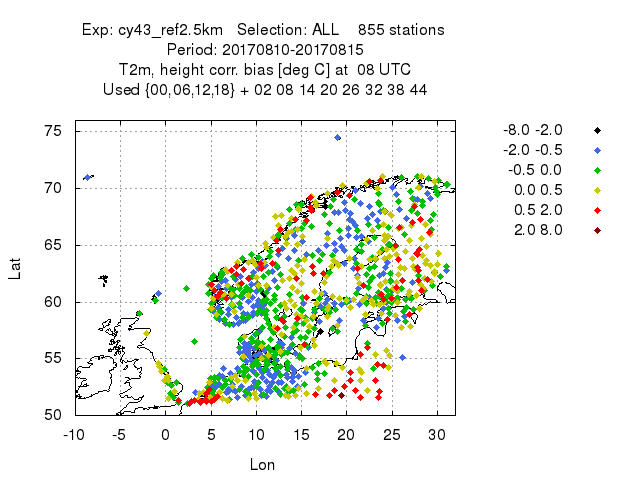 Exp: cy43_ref2.5km   Selection: ALL    855 stations
Period: 20170810-20170815
T2m, height corr. bias [deg C] at  08 UTC
Used {00,06,12,18} + 02 08 14 20 26 32 38 44
75
70
65
60
55
50
Lat
-10 -5 0 5 10 15 20 25 30
Lon
-8.0 -2.0
-2.0 -0.5
-0.5 0.0
0.0 0.5
0.5 2.0
2.0 8.0